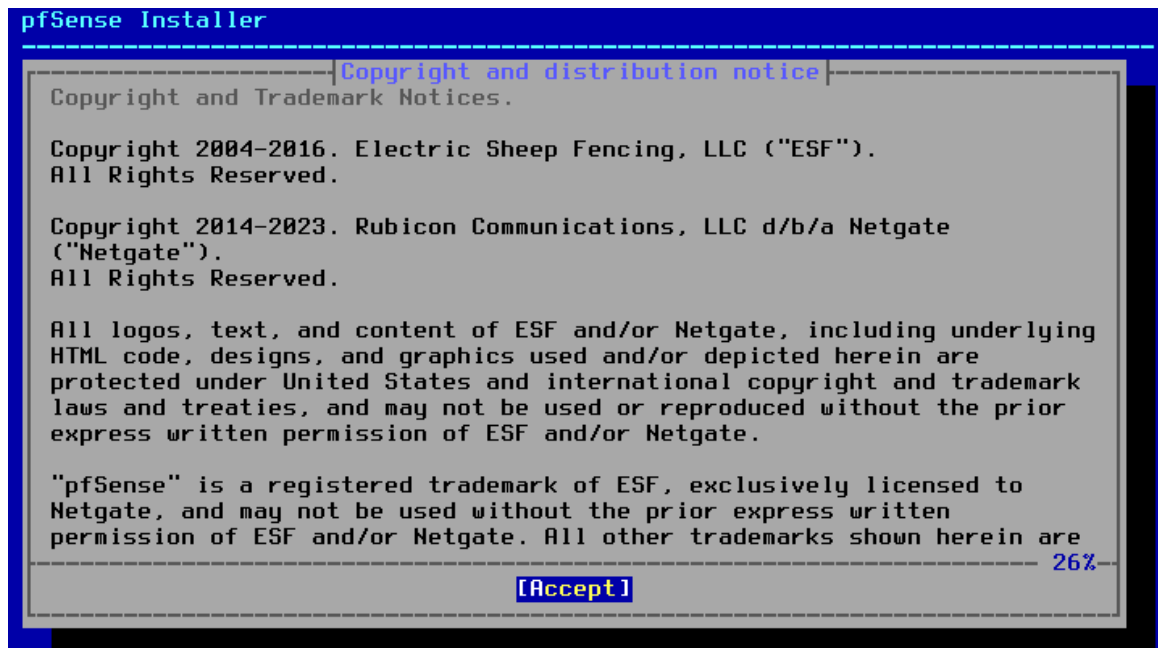 pfSense Installer
Copyright and distribution notice
Copyright and Trademark Notices.
Copyright 2004-2016. Electric Sheep Fencing, LLC ("ESF").
All Rights Reserved.
Copyright 2014-2023. Rubicon Communications, LLC d/b/a Netgate
("Netgate").
All Rights Reserved.
All logos, text, and content of ESF and/or Netgate, including underlying
HTML code, designs, and graphics used and/or depicted herein are
protected under United States and international copyright and trademark
laws and treaties, and may not be used or reproduced without the prior
express written permission of ESF and/or Netgate.
"pfSense" is a registered trademark of ESF, exclusively licensed to
Netgate, and may not be used without the prior express written
permission of ESF and/or Netgate. All other trademarks shown herein are
26%
[Accept]